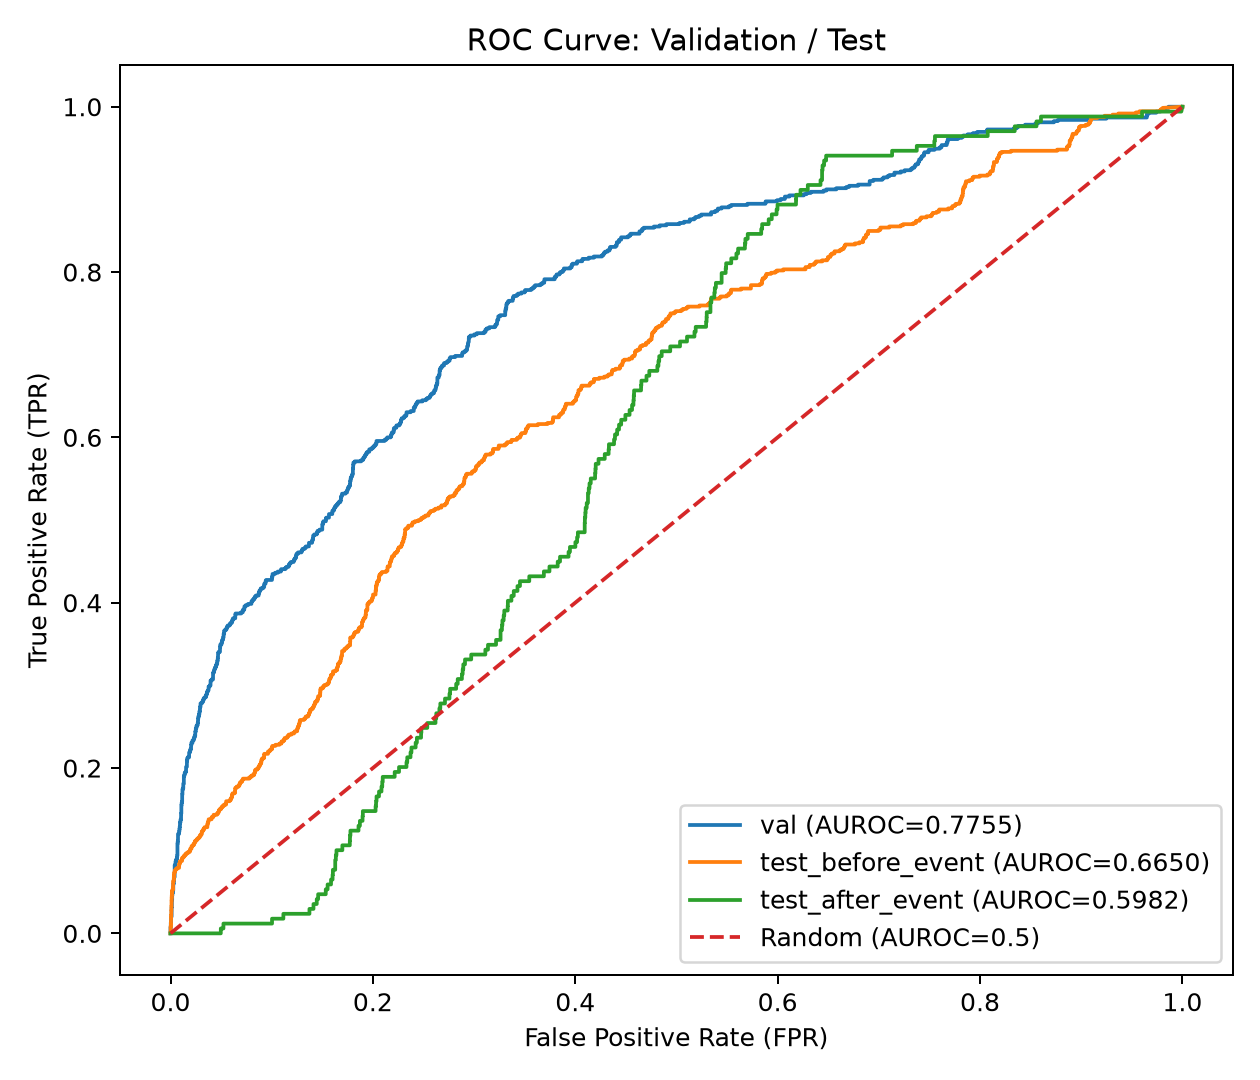 ROC Curve: Validation / Test
True Positive Rate (TPR)
1.0
0.8
0.6
0.4
0.2
0.0
0.0 0.2 0.4 0.6 0.8 1.0
False Positive Rate (FPR)
val (AUROC=0.7755)
test_before_event (AUROC=0.6650)
test_after_event (AUROC=0.5982)
Random (AUROC=0.5)